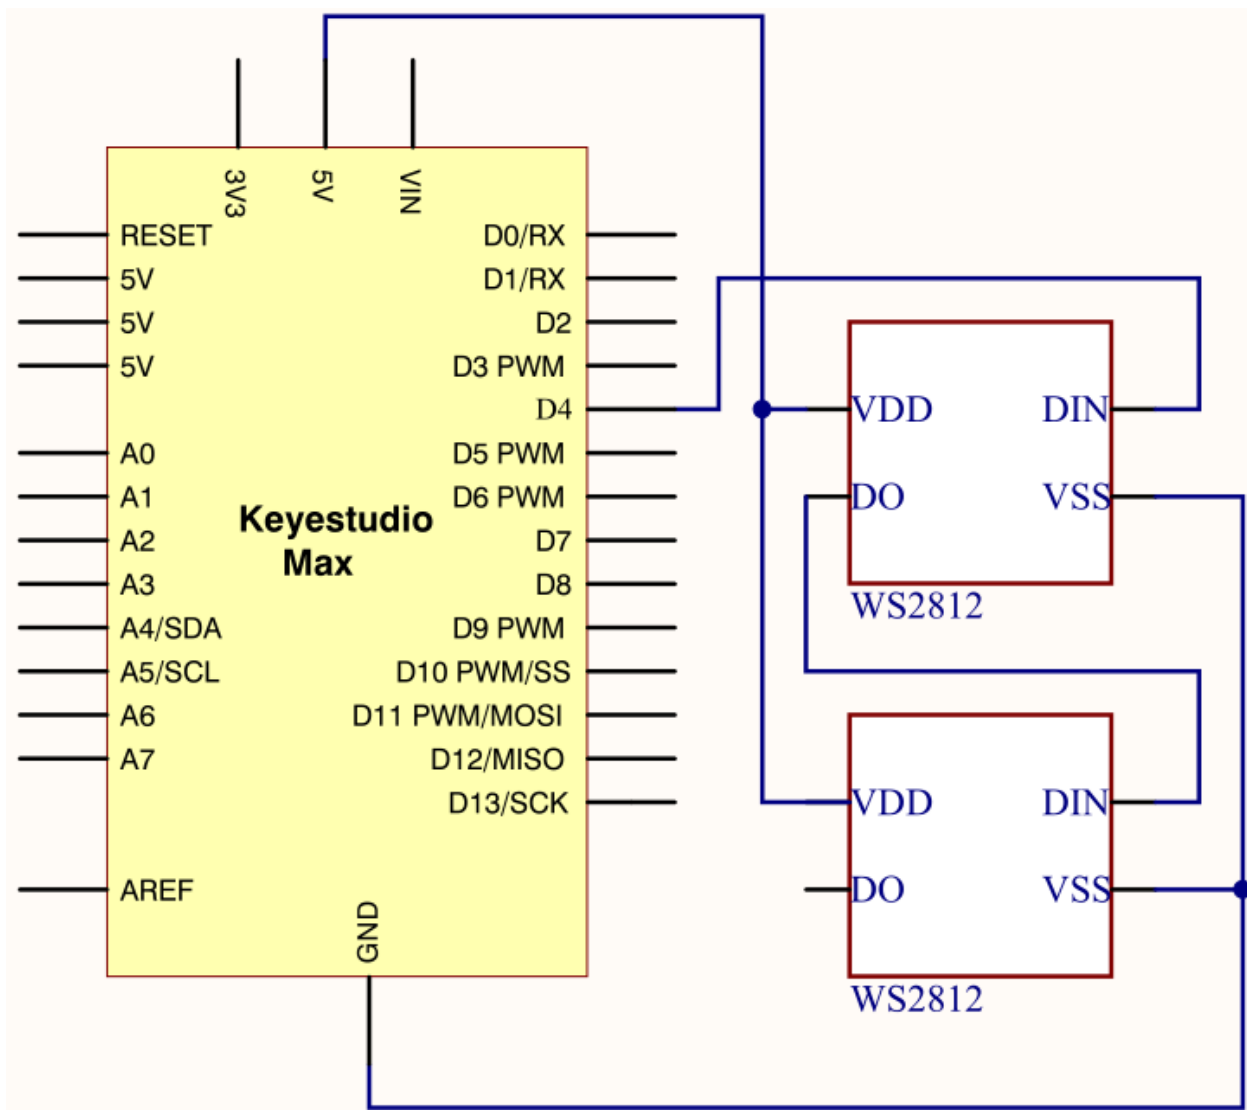 3V3
5V
VIN
RESET
5V
5V
5V
A0
A1
A2
A3
A4/SDA
A5/SCL
A6
A7
AREF
Keyestudio
Max
D0/RX
D1/RX
D2
D3 PWM
D4
D5 PWM
D6 PWM
D7
D8
D9 PWM
D10 PWM/SS
D11 PWM/MOSI
D12/MISO
D13/SCK
GND
VDD DIN
DO VSS
WS2812
VDD DIN
DO VSS
WS2812